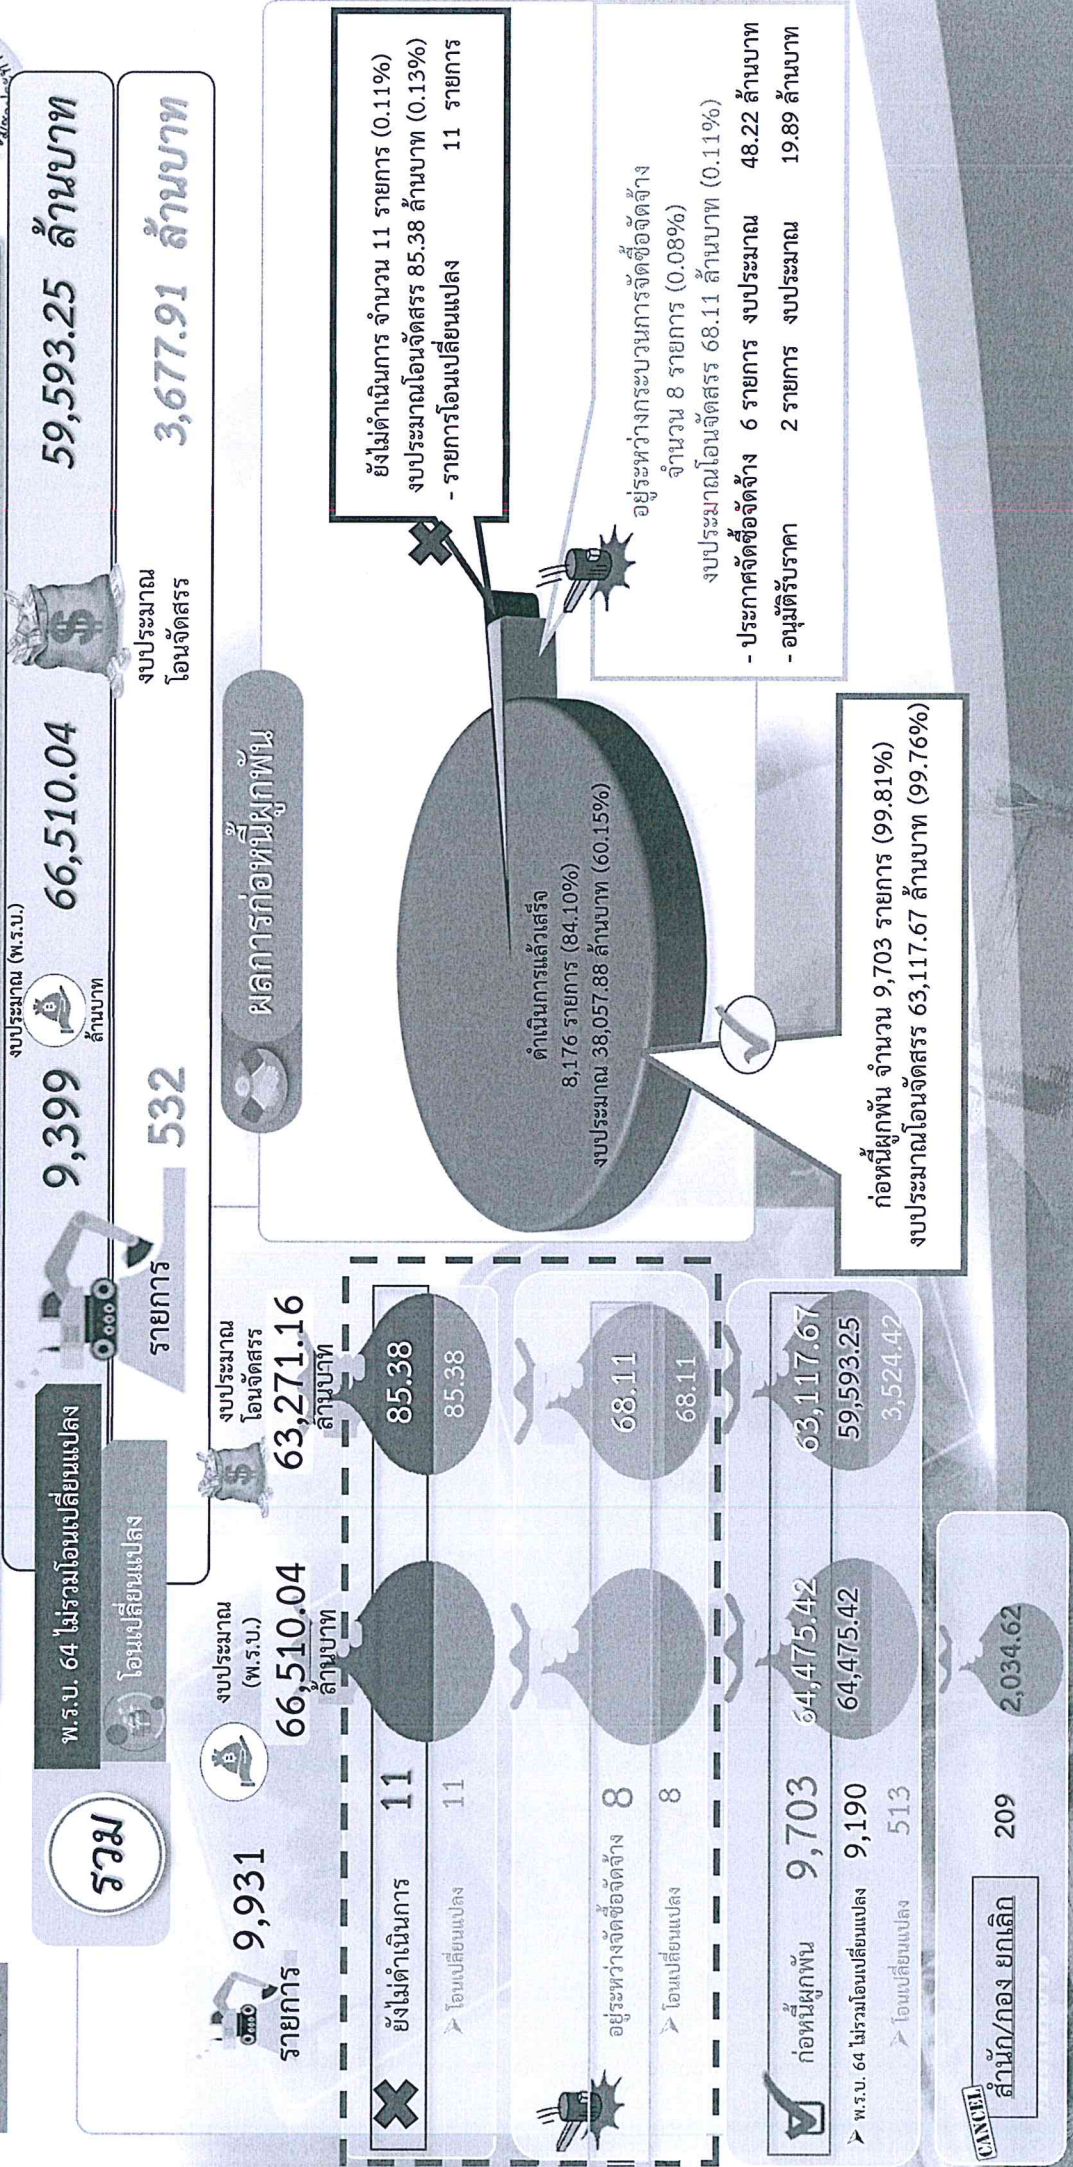 รวม
พ.ร.บ. 64 ไม่รวมโอนเปลี่ยนแปลง
โอนเปลี่ยนแปลง
รายการ
9,399
งบประมาณ (พ.ร.บ.)
66,510.04
ล้านบาท
59,593.25 ล้านบาท
532
งบประมาณ
โอนจัดสรร
3,677.91 ล้านบาท
รายการ
9,931
งบประมาณ
(พ.ร.บ.)
66,510.04
ล้านบาท
งบประมาณ
โอนจัดสรร
63,271.16
ล้านบาท
ยังไม่ดำเนินการ 11 85.38
➤ โอนเปลี่ยนแปลง 11 85.38
อยู่ระหว่างจัดซื้อจัดจ้าง 8 68.11
➤ โอนเปลี่ยนแปลง 8 68.11
ก่อหนี้ผูกพัน 9,703 64,475.42 63,117.67
➤ พ.ร.บ. 64 ไม่รวมโอนเปลี่ยนแปลง 9,190 64,475.42 59,593.25
➤ โอนเปลี่ยนแปลง 513 3,524.42
CANCEL
สำนัก/กอง ยกเลิก 209 2,034.62
ผลการก่อหนี้ผูกพัน
ดำเนินการแล้วเสร็จ
8,176 รายการ (84.10%)
งบประมาณ 38,057.88 ล้านบาท (60.15%)
ยังไม่ดำเนินการ จำนวน 11 รายการ (0.11%)
งบประมาณโอนจัดสรร 85.38 ล้านบาท (0.13%)
- รายการโอนเปลี่ยนแปลง 11 รายการ
อยู่ระหว่างกระบวนการจัดซื้อจัดจ้าง
จำนวน 8 รายการ (0.08%)
งบประมาณโอนจัดสรร 68.11 ล้านบาท (0.11%)
- ประกาศจัดซื้อจัดจ้าง 6 รายการ งบประมาณ 48.22 ล้านบาท
- อนุมัติรับราคา 2 รายการ งบประมาณ 19.89 ล้านบาท
ก่อหนี้ผูกพัน จำนวน 9,703 รายการ (99.81%)
งบประมาณโอนจัดสรร 63,117.67 ล้านบาท (99.76%)